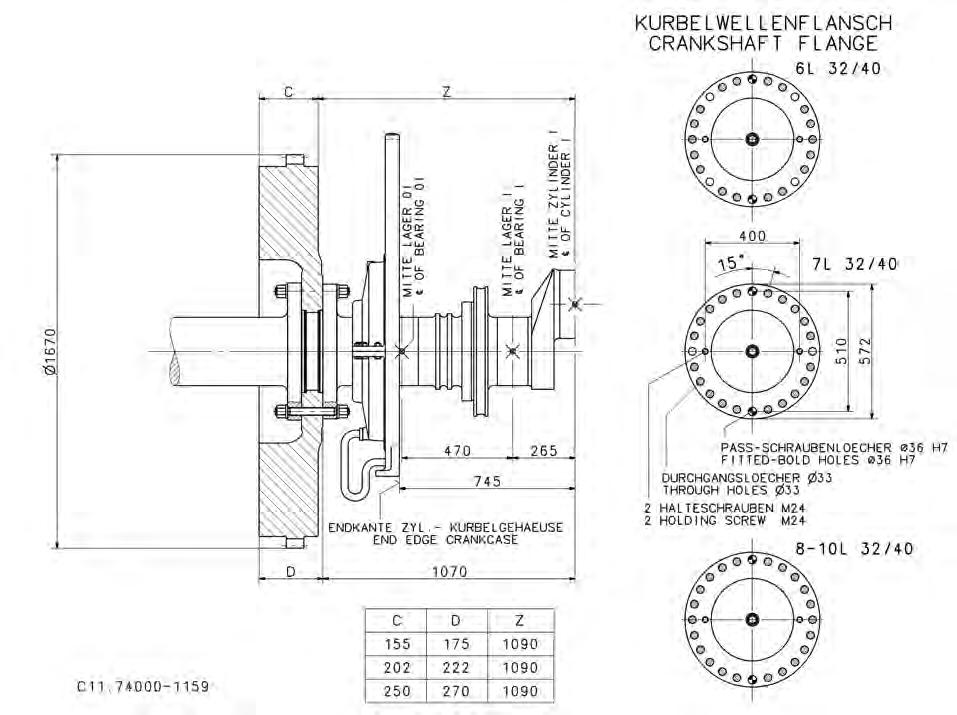 KURBELWELLENFLANSCH
CRANKSHAFT FLANGE
6L 32/40
C
Z
Ø1670
MITTE LAGER 01
℄ OF BEARING 01
MITTE LAGER 1
℄ OF BEARING 1
MITTE ZYLINDER 1
℄ OF CYLINDER 1
400
15°
7L 32/40
510
572
470
265
745
PASS-SCHRAUBENLOECHER Ø36 H7
FITTED-BOLD HOLES Ø36 H7
DURCHGANGSLOECHER Ø33
THROUGH HOLES Ø33
2 HALTESCHRAUBEN M24
2 HOLDING SCREW M24
ENDKANTE ZYL.- KURBELGEHAEUSE
END EDGE CRANKCASE
8-10L 32/40
D
1070
C D Z
155 175 1090
202 222 1090
250 270 1090
C11.74000-1159